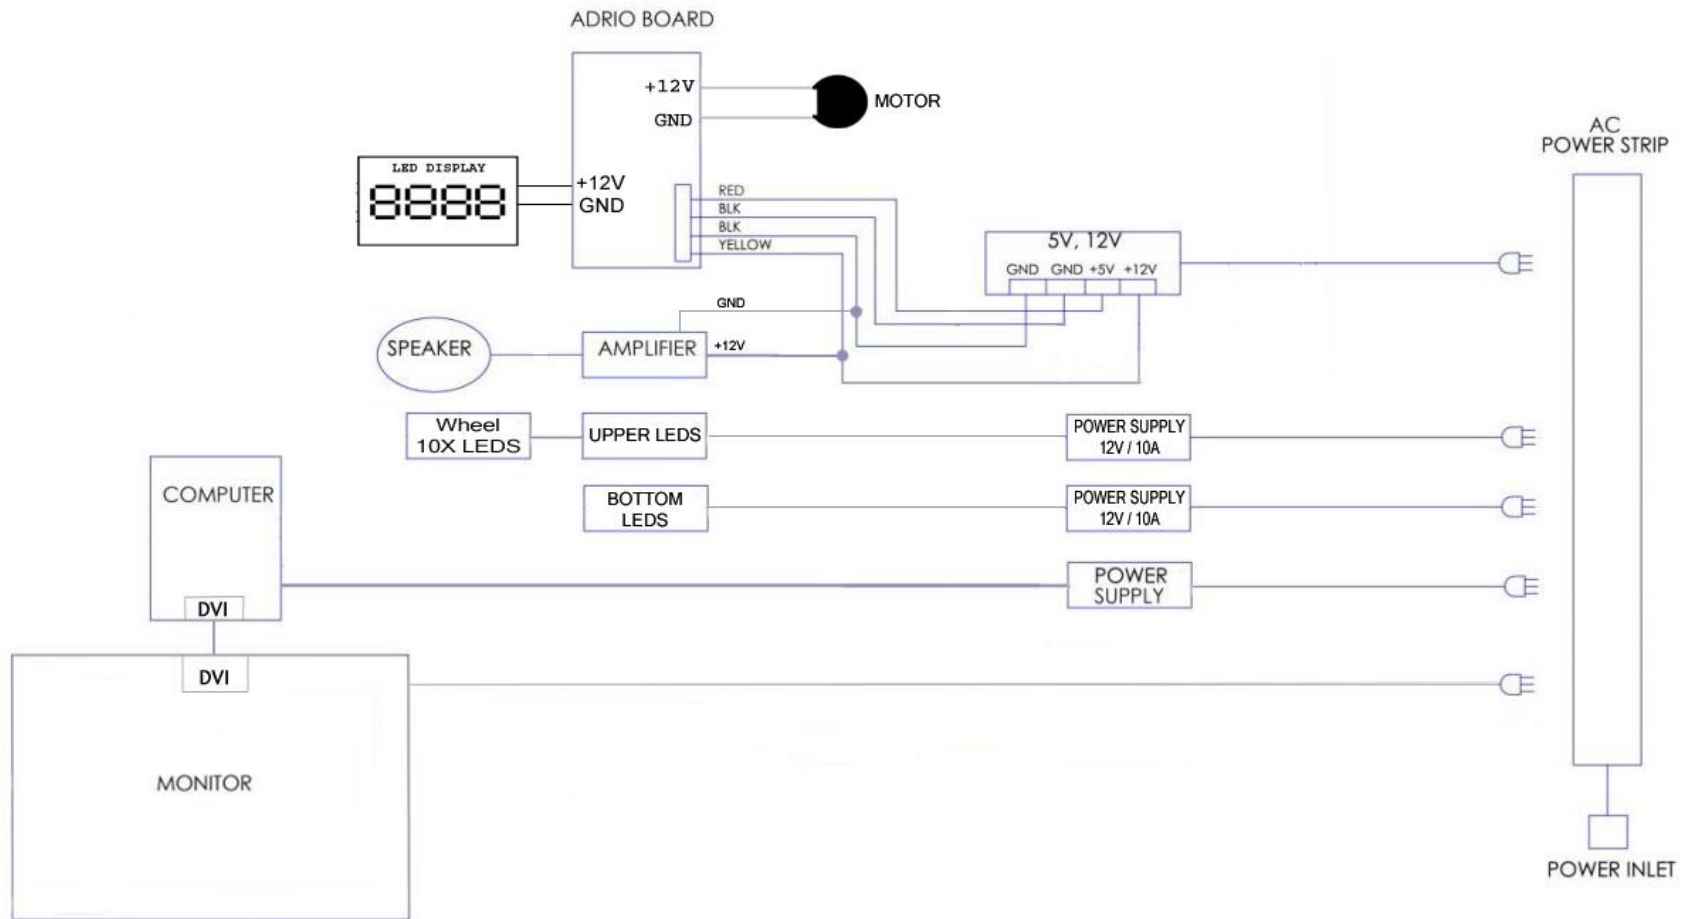 ADRIO BOARD
+12V
GND
MOTOR
LED DISPLAY
8888
+12V
GND
RED
BLK
BLK
YELLOW
5V, 12V
GND GND +5V +12V
AC
POWER STRIP
GND
SPEAKER
AMPLIFIER
+12V
Wheel
10X LEDS
UPPER LEDS
POWER SUPPLY
12V / 10A
BOTTOM
LEDS
POWER SUPPLY
12V / 10A
COMPUTER
DVI
POWER
SUPPLY
DVI
MONITOR
POWER INLET